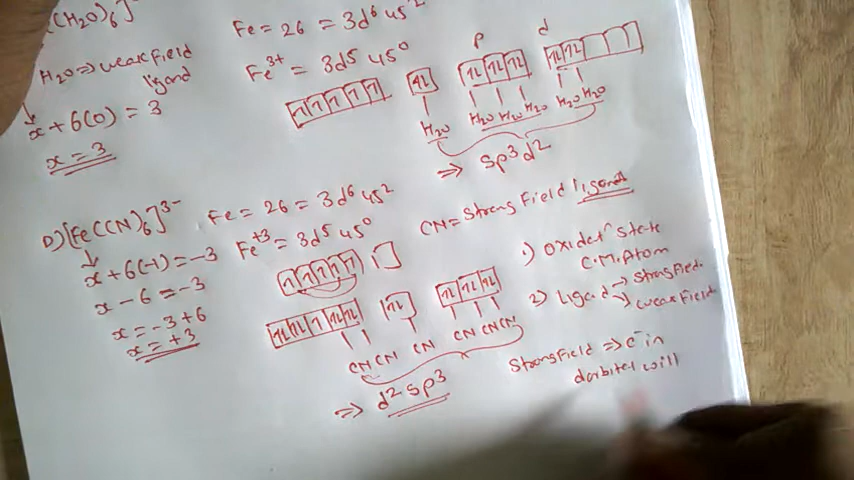 (H2O)6]
H2O => weak field
ligand
x + 6(0) = 3
x = 3
Fe = 26 = 3d6 4s2
Fe3+ = 3d5 4s0
p d
H2O H2O H2O H2O H2O H2O
=> sp3d2
D) [Fe(CN)6]3-
x + 6(-1) = -3
x - 6 = -3
x = -3 + 6
x = +3
Fe = 26 = 3d6 4s2
Fe+3 = 3d5 4s0
CN CN CN CN CN CN
=> d2sp3
CN = Strong Field ligand
1) Oxidatn State
C.M. Atom
2) Ligand → Strong Field
→ weak Field
Strong Field => e- in
d orbital will